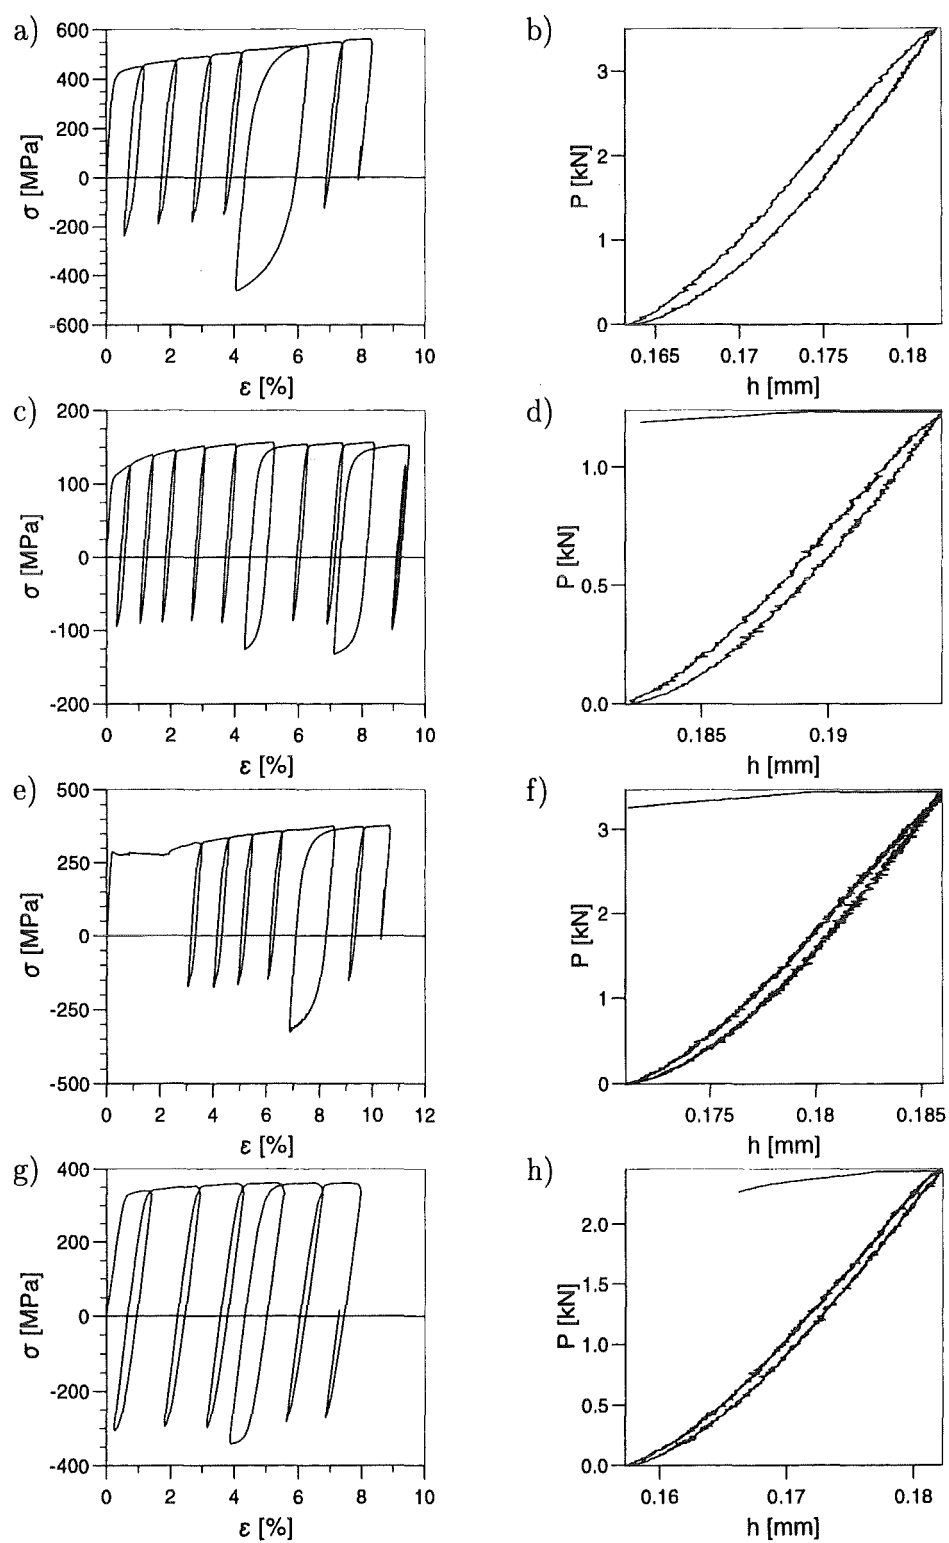 a)
600
400
200
0
-200
-400
-600
σ [MPa]
0 2 4 6 8 10
ε [%]
b)
3
2
1
0
P [kN]
0.165 0.17 0.175 0.18
h [mm]
c)
200
100
0
-100
-200
σ [MPa]
0 2 4 6 8 10
ε [%]
d)
1.0
0.5
0.0
P [kN]
0.185 0.19
h [mm]
e)
500
250
0
-250
-500
σ [MPa]
0 2 4 6 8 10 12
ε [%]
f)
3
2
1
0
P [kN]
0.175 0.18 0.185
h [mm]
g)
400
200
0
-200
-400
σ [MPa]
0 2 4 6 8 10
ε [%]
h)
2.0
1.5
1.0
0.5
0.0
P [kN]
0.16 0.17 0.18
h [mm]